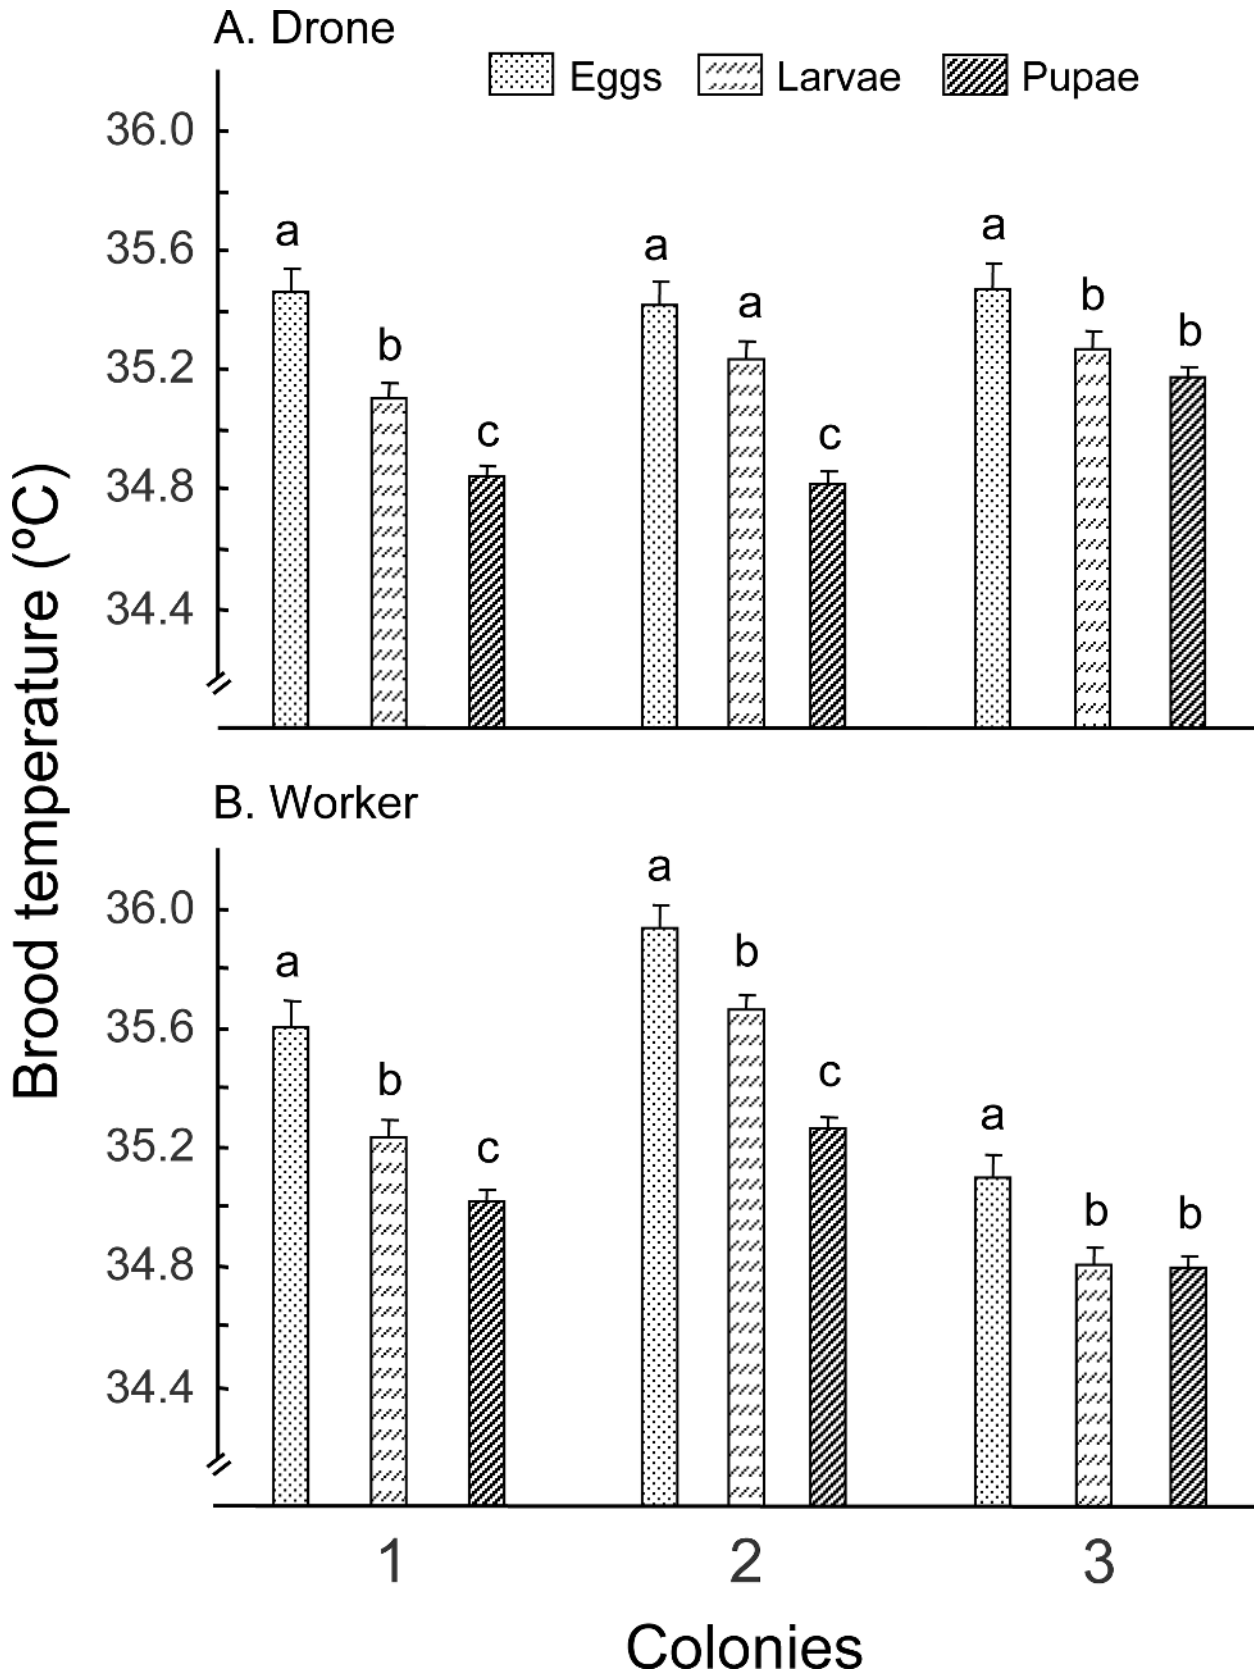 A. Drone
Eggs Larvae Pupae
36.0
35.6
35.2
34.8
34.4
a b c
a a c
a b b
Brood temperature (ºC)
B. Worker
36.0
35.6
35.2
34.8
34.4
a b c
a b c
a b b
1 2 3
Colonies